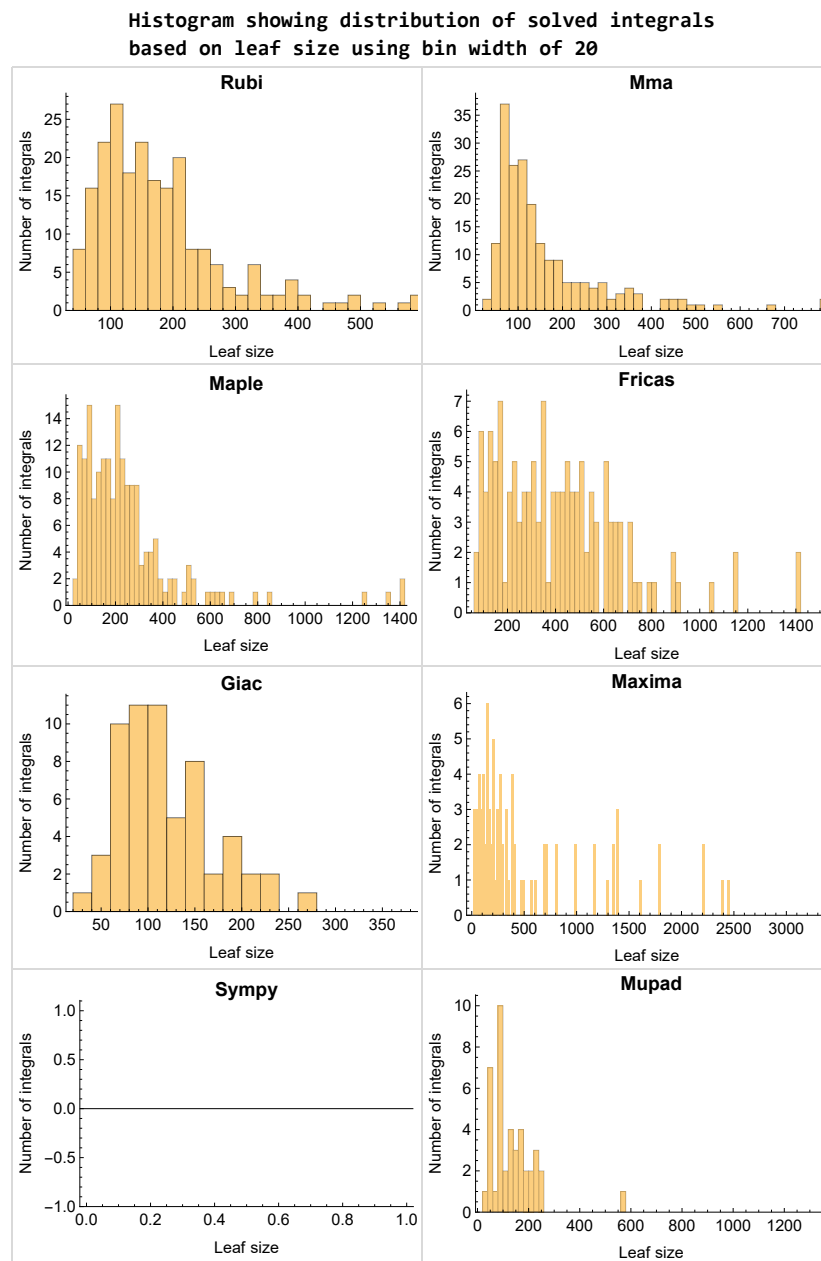 Histogram showing distribution of solved integrals
based on leaf size using bin width of 20
Rubi
Number of integrals
25
20
15
10
5
0
100 200 300 400 500
Leaf size
Mma
Number of integrals
35
30
25
20
15
10
5
0
100 200 300 400 500 600 700
Leaf size
Maple
Number of integrals
14
12
10
8
6
4
2
0
0 200 400 600 800 1000 1200 1400
Leaf size
Fricas
Number of integrals
7
6
5
4
3
2
1
0
200 400 600 800 1000 1200 1400
Leaf size
Giac
Number of integrals
10
8
6
4
2
0
50 100 150 200 250 300 350
Leaf size
Maxima
Number of integrals
6
5
4
3
2
1
0
0 500 1000 1500 2000 2500 3000
Leaf size
Sympy
Number of integrals
1.0
0.5
0.0
−0.5
−1.0
0.0 0.2 0.4 0.6 0.8 1.0
Leaf size
Mupad
Number of integrals
10
8
6
4
2
0
0 200 400 600 800 1000 1200
Leaf size